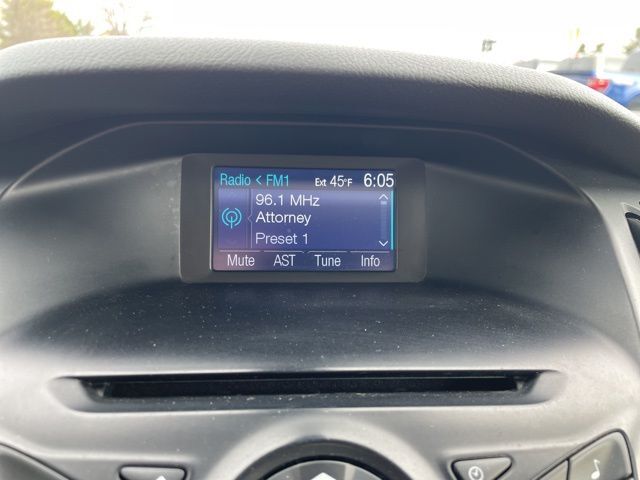 Radio < FM1 Ext 45°F 6:05
96.1 MHz
Attorney
Preset 1
Mute AST Tune Info